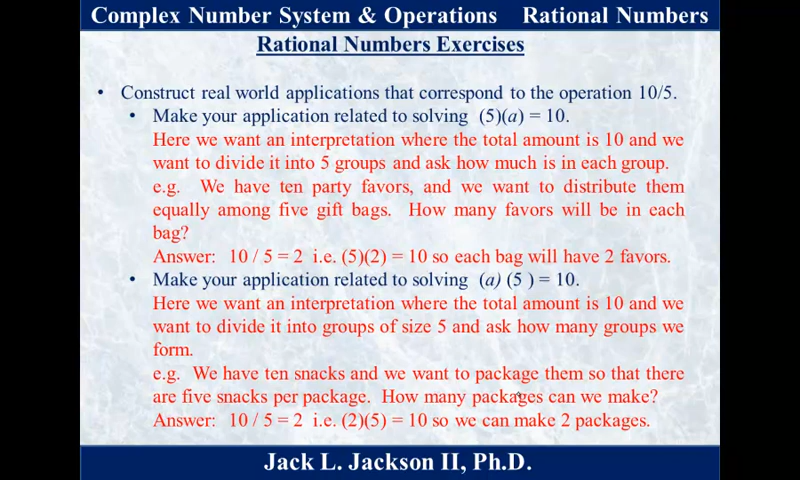 Complex Number System & Operations Rational Numbers
Rational Numbers Exercises
• Construct real world applications that correspond to the operation 10/5.
• Make your application related to solving (5)(a) = 10.
Here we want an interpretation where the total amount is 10 and we
want to divide it into 5 groups and ask how much is in each group.
e.g. We have ten party favors, and we want to distribute them
equally among five gift bags. How many favors will be in each
bag?
Answer: 10 / 5 = 2 i.e. (5)(2) = 10 so each bag will have 2 favors.
• Make your application related to solving (a) (5 ) = 10.
Here we want an interpretation where the total amount is 10 and we
want to divide it into groups of size 5 and ask how many groups we
form.
e.g. We have ten snacks and we want to package them so that there
are five snacks per package. How many packages can we make?
Answer: 10 / 5 = 2 i.e. (2)(5) = 10 so we can make 2 packages.
Jack L. Jackson II, Ph.D.